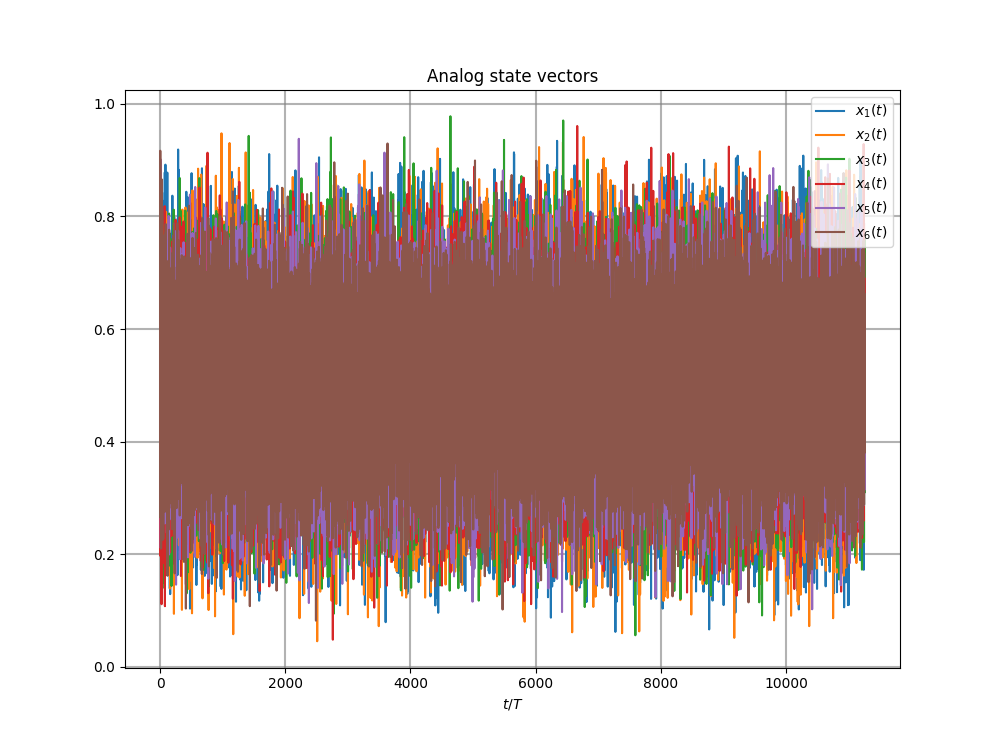 Analog state vectors
1.0
0.8
0.6
0.4
0.2
0.0
0 2000 4000 6000 8000 10000
t/T
x₁(t)
x₂(t)
x₃(t)
x₄(t)
x₅(t)
x₆(t)